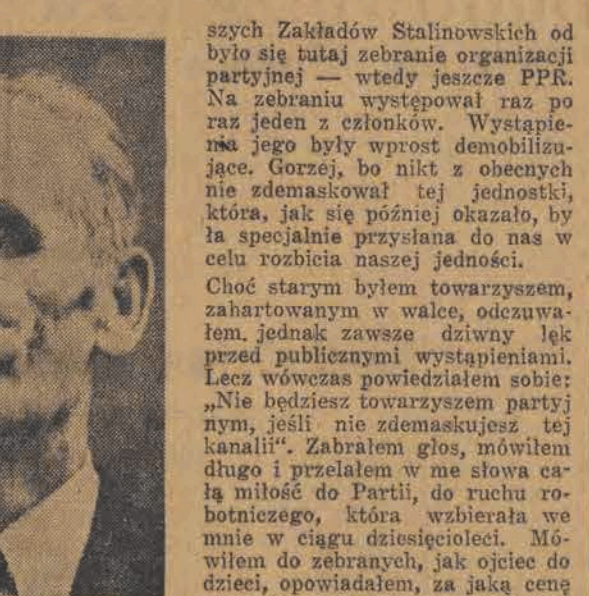 szych Zakładów Stalinowskich od
było się tutaj zebranie organizacji
partyjnej — wtedy jeszcze PPR.
Na zebraniu występował raz po
raz jeden z członków. Wystąpie-
nia jego były wprost demobilizu-
jące. Gorzej, bo nikt z obecnych
nie zdemaskował tej jednostki,
która, jak się później okazało, by
ła specjalnie przysłana do nas w
celu rozbicia naszej jedności.
Choć starym byłem towarzyszem,
zahartowanym w walce, odczuwa-
łem. jednak zawsze dziwny lęk
przed publicznymi wystąpieniami.
Lecz wówczas powiedziałem sobie:
„Nie będziesz towarzyszem partyj
nym, jeśli nie zdemaskujesz tej
kanalii“. Zabrałem głos, mówiłem
długo i przelałem w me słowa ca-
łą miłość do Partii, do ruchu ro-
botniczego, która wzbierała we
mnie w ciągu dziesięcioleci. Mó-
wiłem do zebranych, jak ojciec do
dzieci, opowiadałem, za jaką cenę